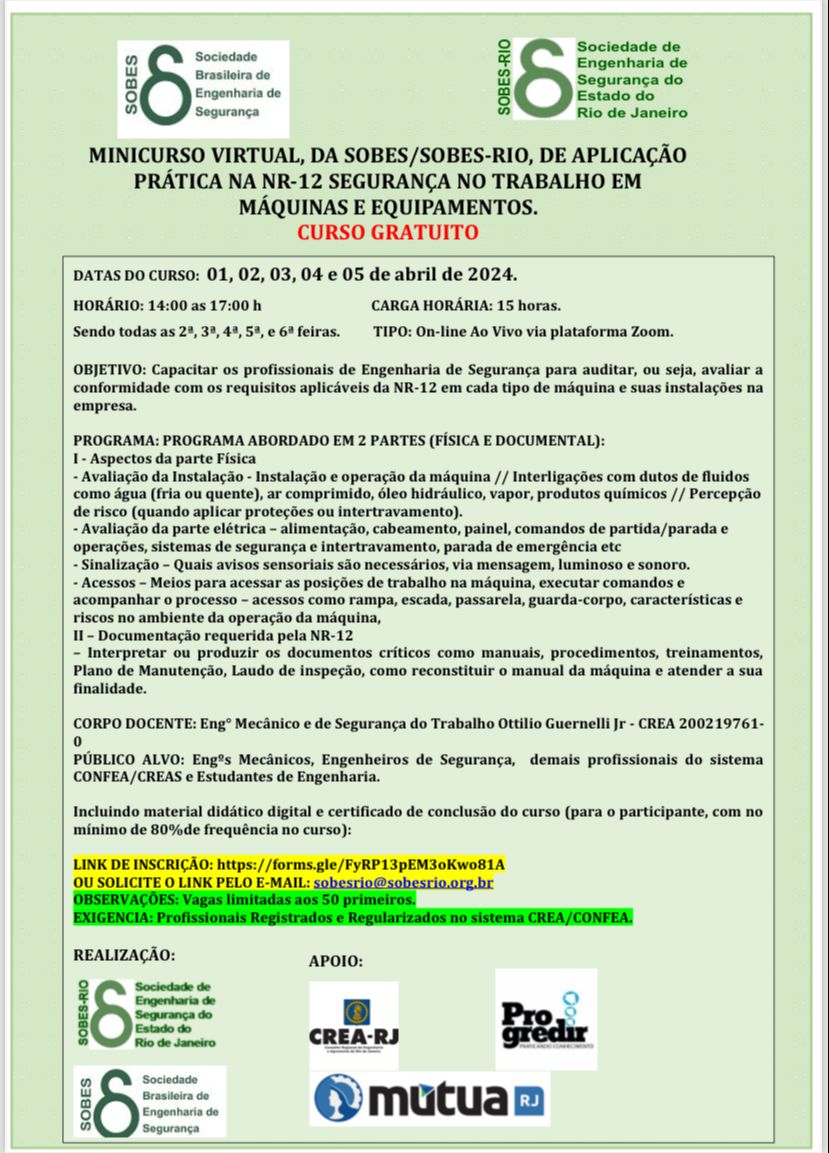 SOBES
Sociedade
Brasileira de
Engenharia de
Segurança
SOBES-RIO
Sociedade de
Engenharia de
Segurança do
Estado do
Rio de Janeiro
MINICURSO VIRTUAL, DA SOBES/SOBES-RIO, DE APLICAÇÃO
PRÁTICA NA NR-12 SEGURANÇA NO TRABALHO EM
MÁQUINAS E EQUIPAMENTOS.
CURSO GRATUITO
DATAS DO CURSO: 01, 02, 03, 04 e 05 de abril de 2024.
HORÁRIO: 14:00 as 17:00 h CARGA HORÁRIA: 15 horas.
Sendo todas as 2ª, 3ª, 4ª, 5ª, e 6ª feiras. TIPO: On-line Ao Vivo via plataforma Zoom.
OBJETIVO: Capacitar os profissionais de Engenharia de Segurança para auditar, ou seja, avaliar a
conformidade com os requisitos aplicáveis da NR-12 em cada tipo de máquina e suas instalações na
empresa.
PROGRAMA: PROGRAMA ABORDADO EM 2 PARTES (FÍSICA E DOCUMENTAL):
I - Aspectos da parte Física
- Avaliação da Instalação - Instalação e operação da máquina // Interligações com dutos de fluidos
como água (fria ou quente), ar comprimido, óleo hidráulico, vapor, produtos químicos // Percepção
de risco (quando aplicar proteções ou intertravamento).
- Avaliação da parte elétrica – alimentação, cabeamento, painel, comandos de partida/parada e
operações, sistemas de segurança e intertravamento, parada de emergência etc
- Sinalização – Quais avisos sensoriais são necessários, via mensagem, luminoso e sonoro.
- Acessos – Meios para acessar as posições de trabalho na máquina, executar comandos e
acompanhar o processo – acessos como rampa, escada, passarela, guarda-corpo, características e
riscos no ambiente da operação da máquina,
II – Documentação requerida pela NR-12
– Interpretar ou produzir os documentos críticos como manuais, procedimentos, treinamentos,
Plano de Manutenção, Laudo de inspeção, como reconstituir o manual da máquina e atender a sua
finalidade.
CORPO DOCENTE: Eng° Mecânico e de Segurança do Trabalho Ottilio Guernelli Jr - CREA 200219761-
0
PÚBLICO ALVO: Engºs Mecânicos, Engenheiros de Segurança, demais profissionais do sistema
CONFEA/CREAS e Estudantes de Engenharia.
Incluindo material didático digital e certificado de conclusão do curso (para o participante, com no
mínimo de 80%de frequência no curso):
LINK DE INSCRIÇÃO: https://forms.gle/FyRP13pEM3oKwo81A
OU SOLICITE O LINK PELO E-MAIL: sobesrio@sobesrio.org.br
OBSERVAÇÕES: Vagas limitadas aos 50 primeiros.
EXIGENCIA: Profissionais Registrados e Regularizados no sistema CREA/CONFEA.
REALIZAÇÃO:
APOIO:
SOBES-RIO
Sociedade de
Engenharia de
Segurança do
Estado do
Rio de Janeiro
CREA-RJ
Conselho Regional de Engenharia
e Agronomia do Rio de Janeiro
Progredir
PRATICANDO CONHECIMENTO
SOBES
Sociedade
Brasileira de
Engenharia de
Segurança
mútua RJ